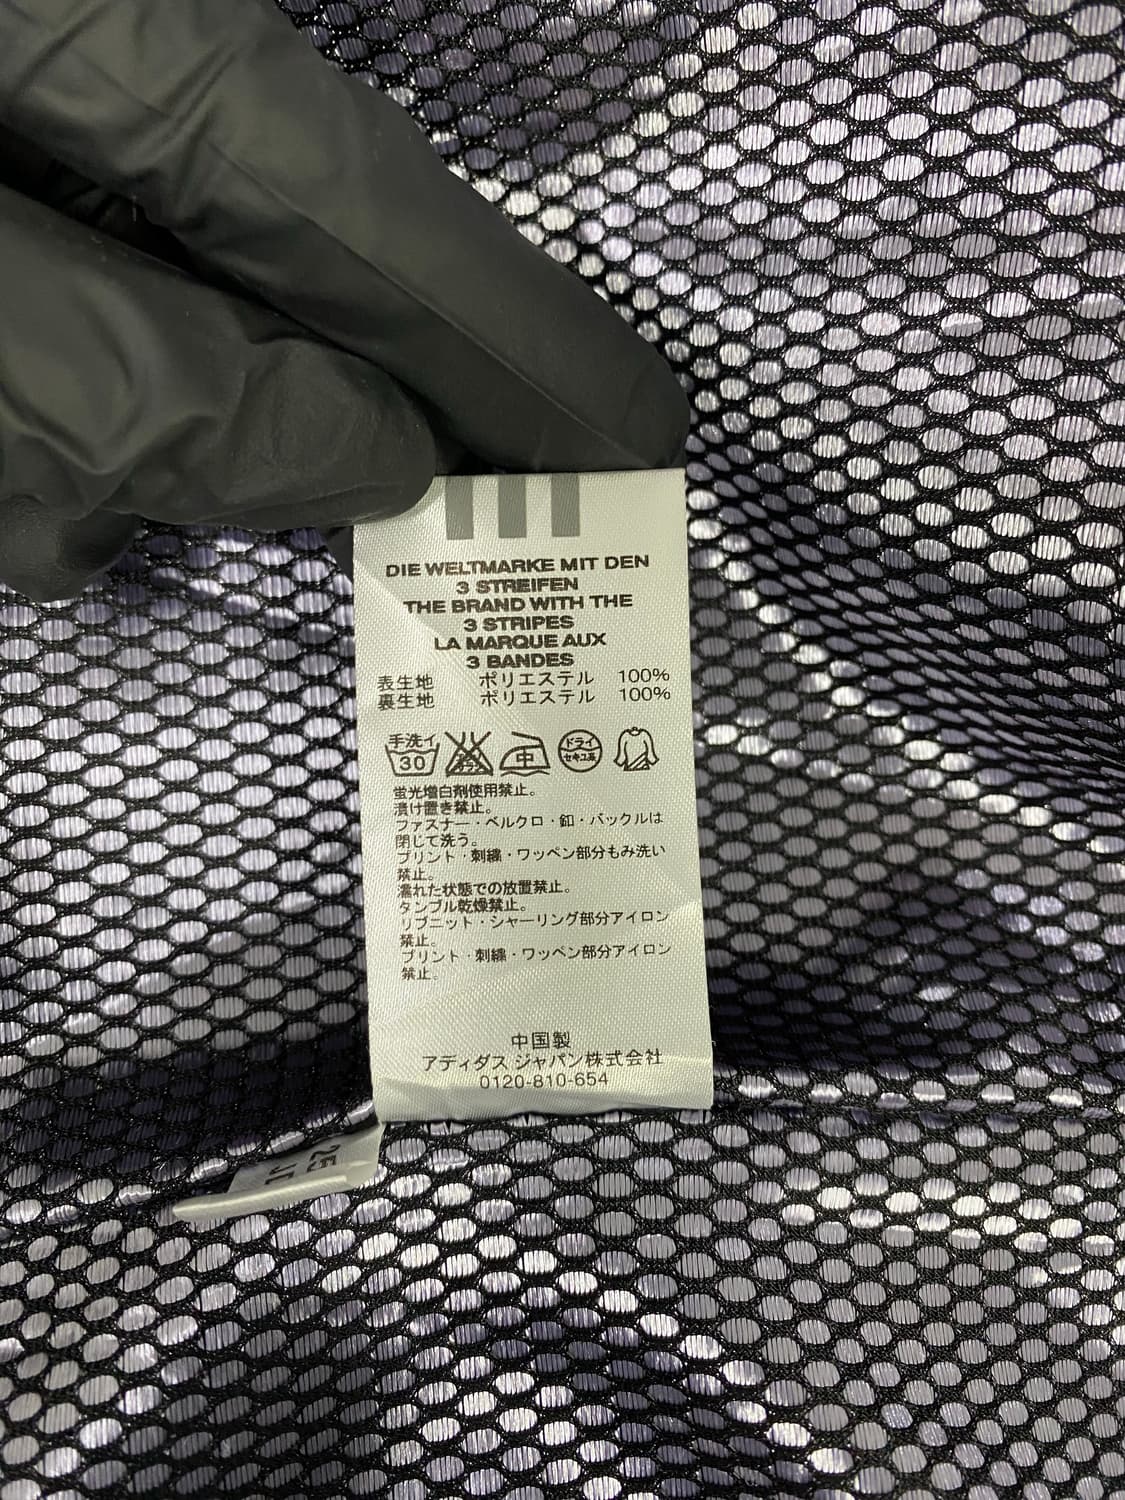 DIE WELTMARKE MIT DEN
3 STREIFEN
THE BRAND WITH THE
3 STRIPES
LA MARQUE AUX
3 BANDES
表生地 ポリエステル 100%
裏生地 ポリエステル 100%
手洗イ
30
中
ドライ
セキユ系
蛍光増白剤使用禁止。
漬け置き禁止。
ファスナー・ベルクロ・釦・バックルは
閉じて洗う。
プリント・刺繍・ワッペン部分もみ洗い
禁止。
濡れた状態での放置禁止。
タンブル乾燥禁止。
リブニット・シャーリング部分アイロン
禁止。
プリント・刺繍・ワッペン部分アイロン
禁止。
中国製
アディダス ジャパン株式会社
0120-810-654